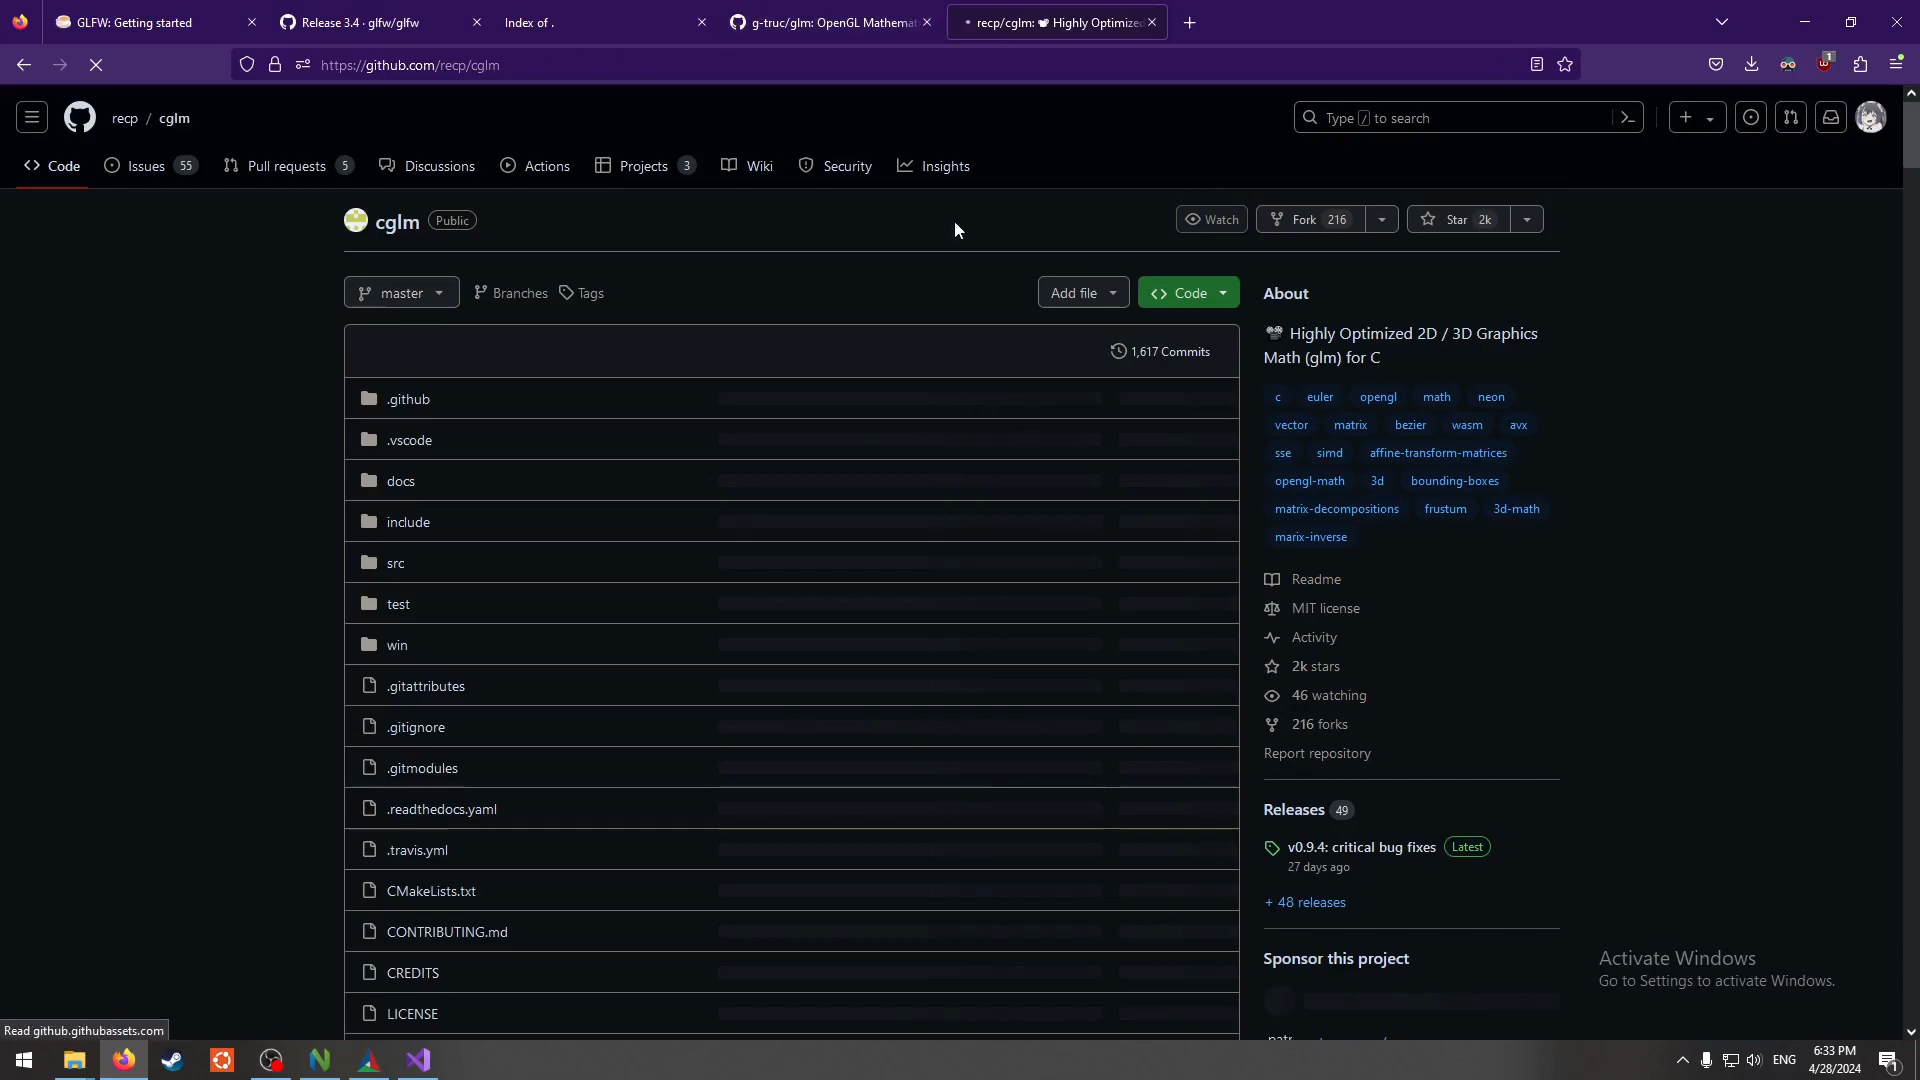 GLFW: Getting started
Release 3.4 · glfw/glfw
Index of .
g-truc/glm: OpenGL Mathemat
recp/cglm: 📽 Highly Optimized
https://github.com/recp/cglm
1
recp / cglm
Type / to search
Code
Issues 55
Pull requests 5
Discussions
Actions
Projects 3
Wiki
Security
Insights
cglm Public
Watch
Fork 216
Star 2k
master
Branches
Tags
Add file
Code
About
1,617 Commits
📽 Highly Optimized 2D / 3D Graphics
Math (glm) for C
.github
.vscode
docs
include
src
test
win
.gitattributes
.gitignore
.gitmodules
.readthedocs.yaml
.travis.yml
CMakeLists.txt
CONTRIBUTING.md
CREDITS
LICENSE
c euler opengl math neon
vector matrix bezier wasm avx
sse simd affine-transform-matrices
opengl-math 3d bounding-boxes
matrix-decompositions frustum 3d-math
marix-inverse
Readme
MIT license
Activity
2k stars
46 watching
216 forks
Report repository
Releases 49
v0.9.4: critical bug fixes Latest
27 days ago
+ 48 releases
Sponsor this project
Activate Windows
Go to Settings to activate Windows.
Read github.githubassets.com
ENG
6:33 PM
4/28/2024
1